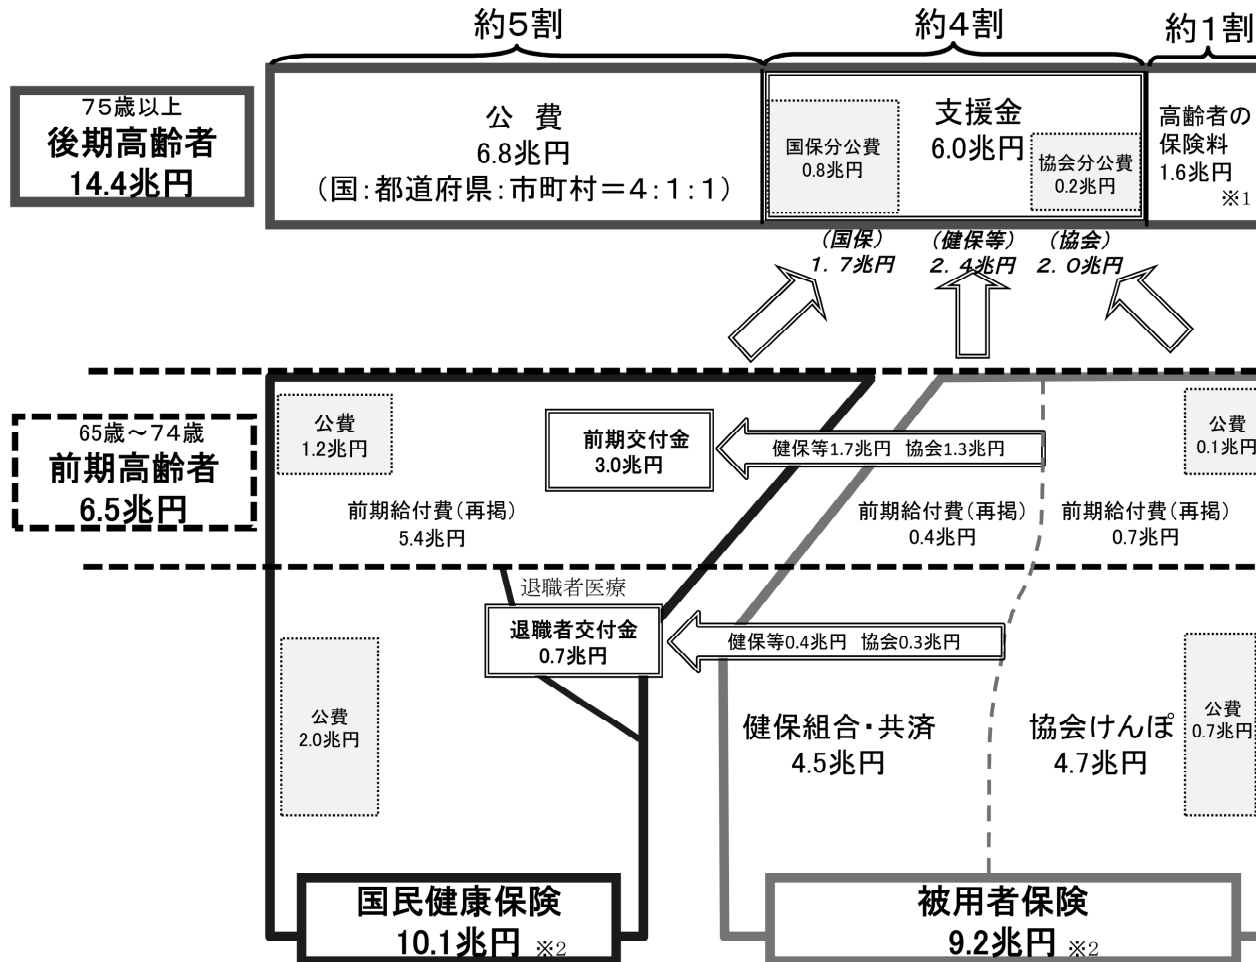 約5割
約4割
約1割
75歳以上
後期高齢者
14.4兆円
公 費
6.8兆円
（国：都道府県：市町村＝4：1：1）
国保分公費
0.8兆円
支援金
6.0兆円
協会分公費
0.2兆円
高齢者の
保険料
1.6兆円
※1
（国保）
1．7兆円
（健保等）
2．4兆円
（協会）
2．0兆円
65歳～74歳
前期高齢者
6.5兆円
公費
1.2兆円
前期交付金
3.0兆円
健保等1.7兆円 協会1.3兆円
公費
0.1兆円
前期給付費（再掲）
5.4兆円
前期給付費（再掲）
0.4兆円
前期給付費（再掲）
0.7兆円
退職者医療
退職者交付金
0.7兆円
健保等0.4兆円 協会0.3兆円
公費
2.0兆円
健保組合・共済
4.5兆円
協会けんぽ
4.7兆円
公費
0.7兆円
国民健康保険
10.1兆円 ※2
被用者保険
9.2兆円 ※2